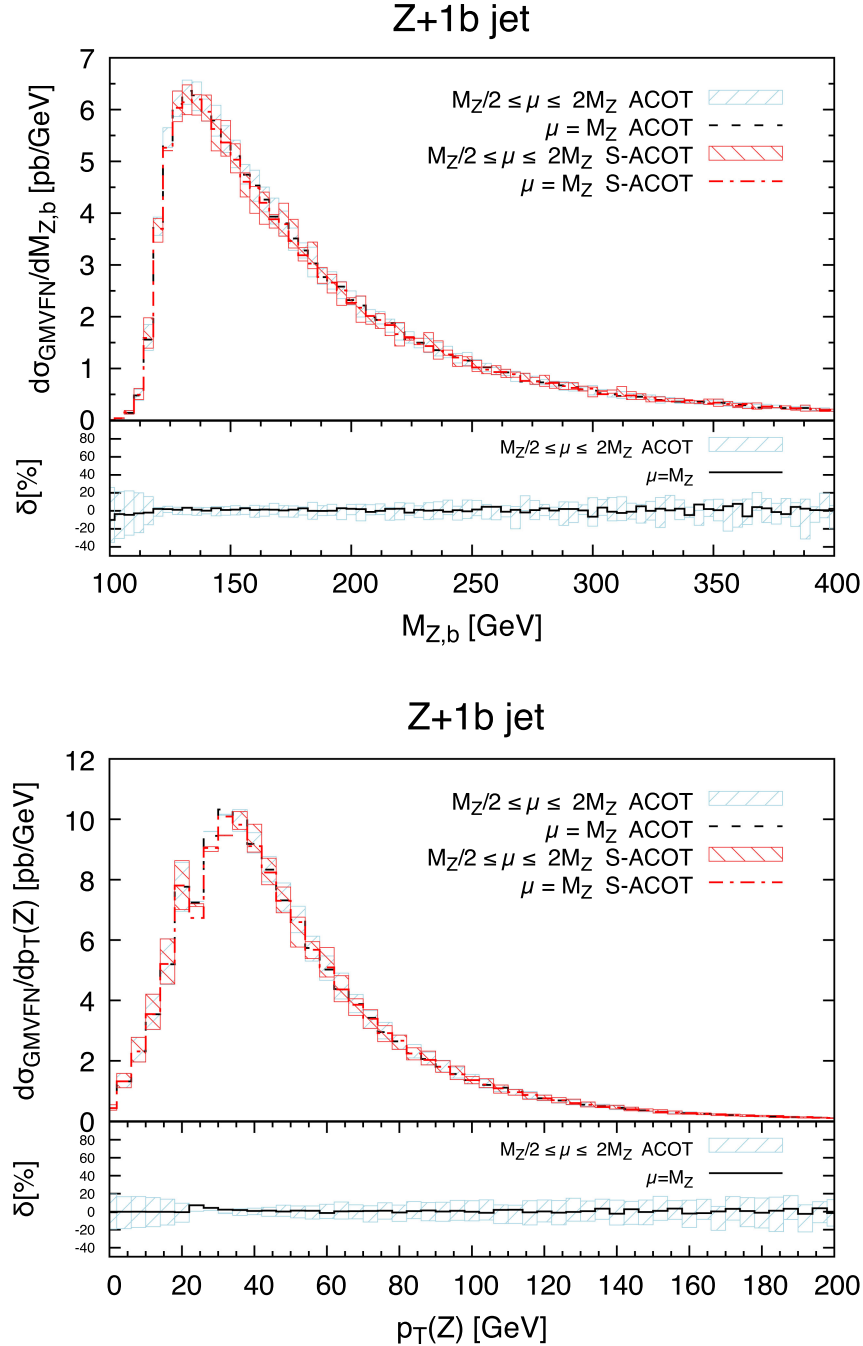 Z+1b jet
dσGMVFN/dMZ,b [pb/GeV]
7
6
5
4
3
2
1
0
MZ/2 ≤ μ ≤ 2MZ ACOT
μ = MZ ACOT
MZ/2 ≤ μ ≤ 2MZ S-ACOT
μ = MZ S-ACOT
δ[%]
80
60
40
20
0
-20
-40
MZ/2 ≤ μ ≤ 2MZ ACOT
μ=MZ
100 150 200 250 300 350 400
MZ,b [GeV]
Z+1b jet
dσGMVFN/dpT(Z) [pb/GeV]
12
10
8
6
4
2
0
MZ/2 ≤ μ ≤ 2MZ ACOT
μ = MZ ACOT
MZ/2 ≤ μ ≤ 2MZ S-ACOT
μ = MZ S-ACOT
δ[%]
80
60
40
20
0
-20
-40
MZ/2 ≤ μ ≤ 2MZ ACOT
μ=MZ
0 20 40 60 80 100 120 140 160 180 200
pT(Z) [GeV]